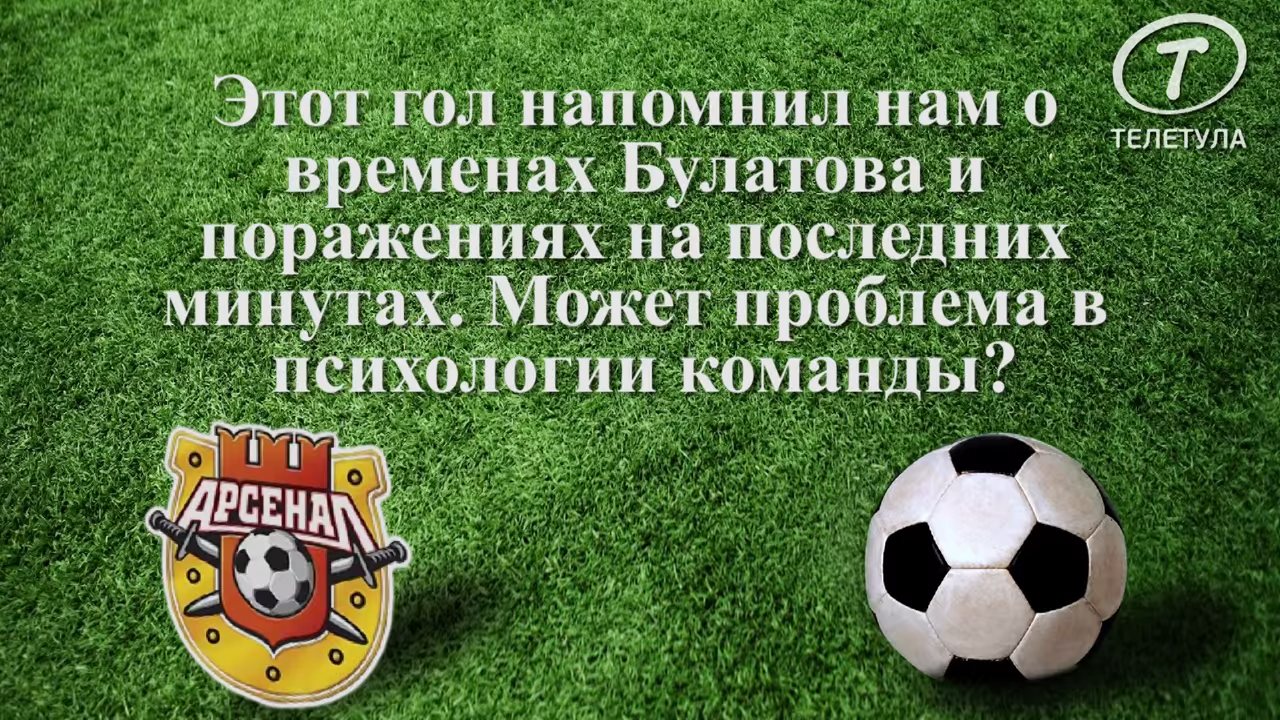 Этот гол напомнил нам о
временах Булатова и
поражениях на последних
минутах. Может проблема в
психологии команды?
Т
ТЕЛЕТУЛА
АРСЕНАЛ